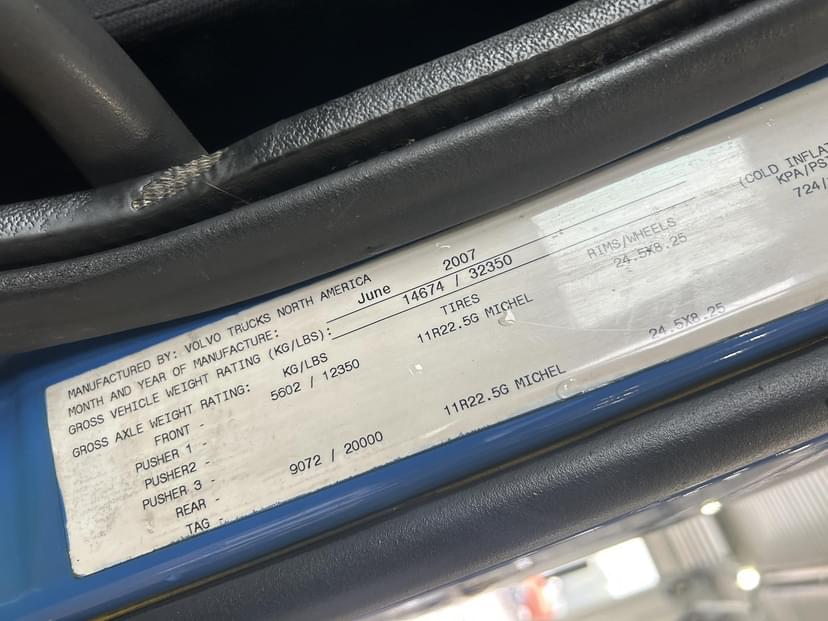 MANUFACTURED BY: VOLVO TRUCKS NORTH AMERICA
MONTH AND YEAR OF MANUFACTURE: June 2007
GROSS VEHICLE WEIGHT RATING (KG/LBS): 14674 / 32350
GROSS AXLE WEIGHT RATING: KG/LBS TIRES RIMS/WHEELS (COLD INFLAT KPA/PS
FRONT - 5602 / 12350 11R22.5G MICHEL 24.5X8.25 724/
PUSHER 1 -
PUSHER2 -
PUSHER 3 -
REAR - 9072 / 20000 11R22.5G MICHEL 24.5X8.25
TAG -